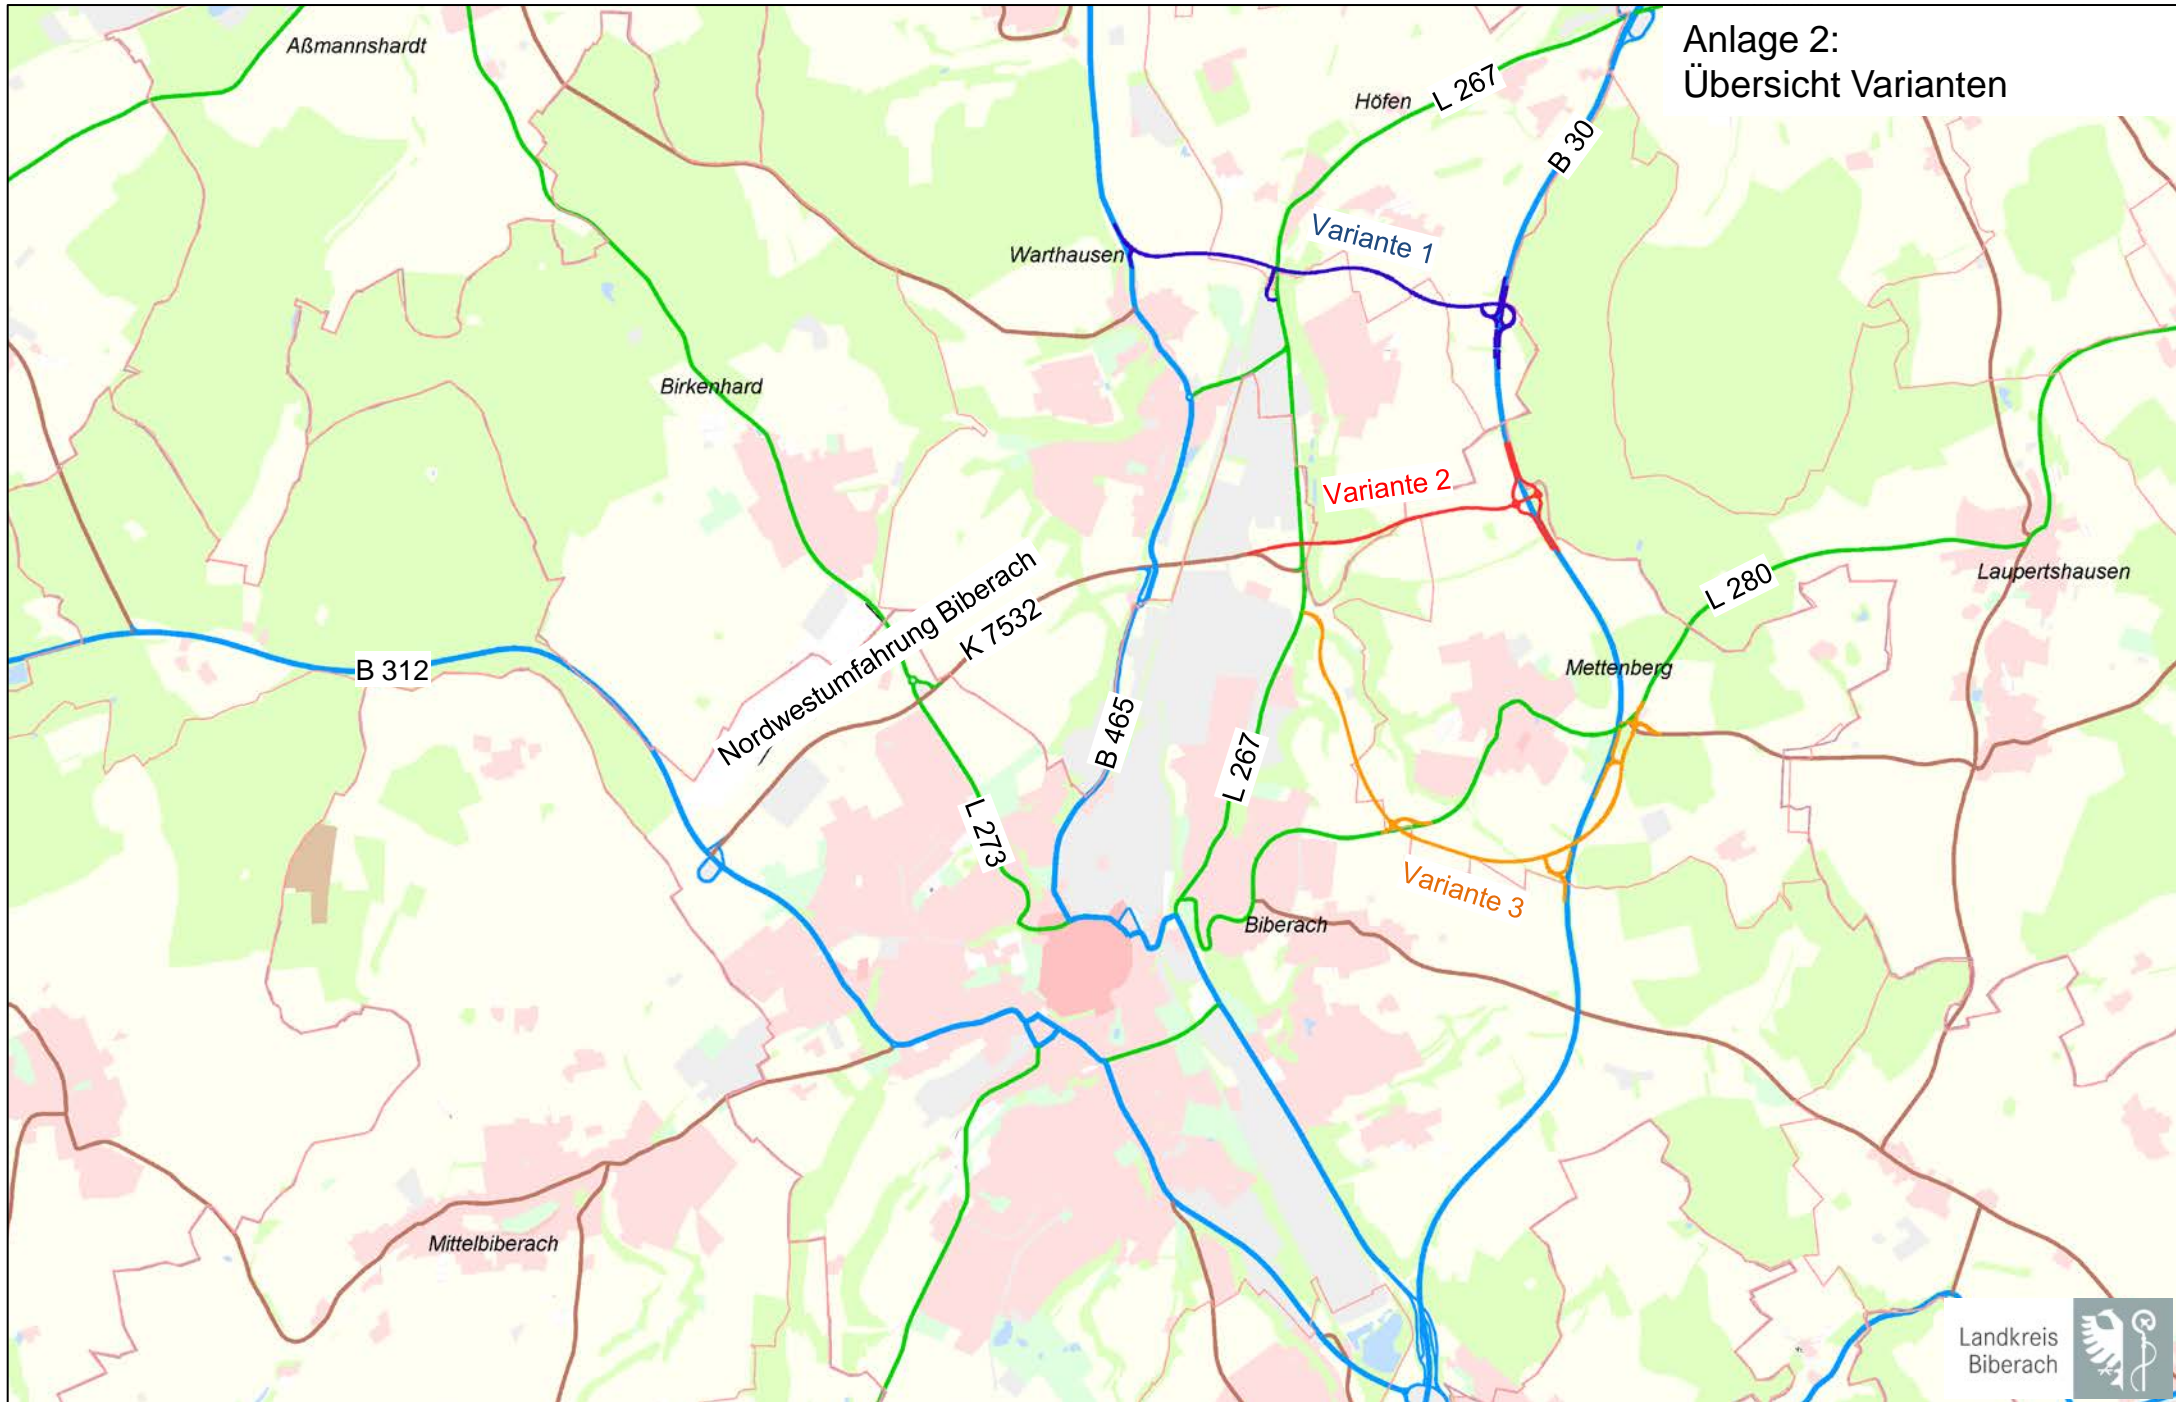 Anlage 2:
Übersicht Varianten
Aßmannshardt
Höfen
L 267
B 30
Variante 1
Warthausen
Birkenhard
Variante 2
Nordwestumfahrung Biberach
K 7532
L 280
Laupertshausen
B 312
Mettenberg
B 465
L 267
L 273
Variante 3
Biberach
Mittelbiberach
Landkreis
Biberach